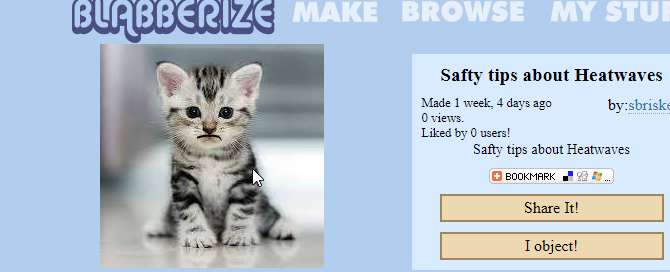 BLABBERIZE MAKE BROWSE MY STU
Safty tips about Heatwaves
Made 1 week, 4 days ago by:sbriske
0 views.
Liked by 0 users!
Safty tips about Heatwaves
BOOKMARK ...
Share It!
I object!